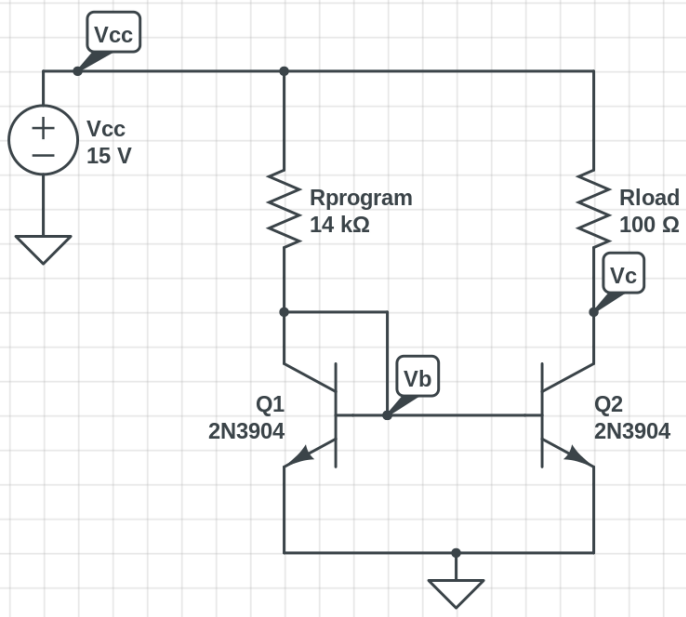 Vcc
Vcc
15 V
Rprogram
14 kΩ
Rload
100 Ω
Vc
Vb
Q1
2N3904
Q2
2N3904